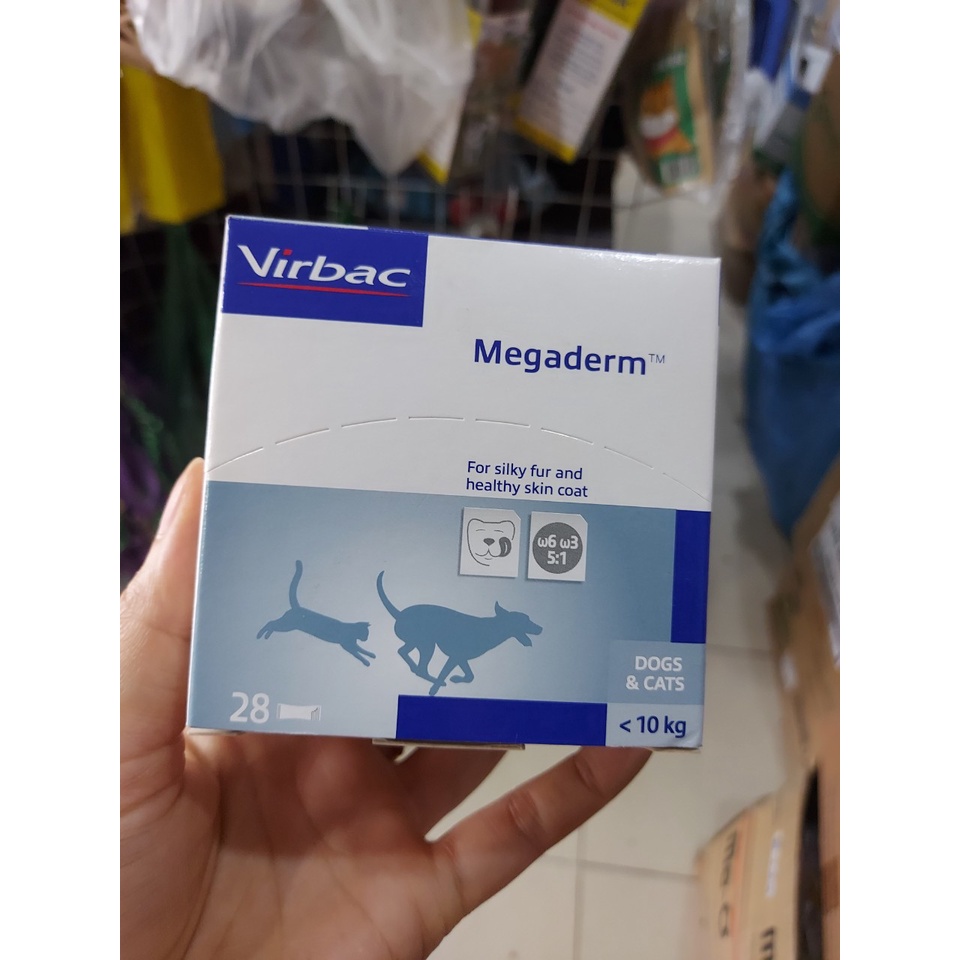 Virbac
Megaderm™
For silky fur and
healthy skin coat
ω6 ω3
5:1
DOGS
& CATS
28
< 10 kg